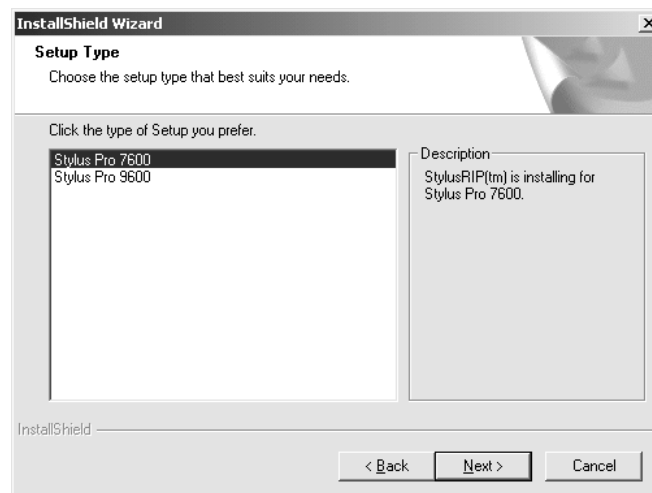 InstallShield Wizard
Setup Type
Choose the setup type that best suits your needs.
Click the type of Setup you prefer.
Stylus Pro 7600
Stylus Pro 9600
Description
StylusRIP(tm) is installing for
Stylus Pro 7600.
InstallShield
< Back
Next >
Cancel